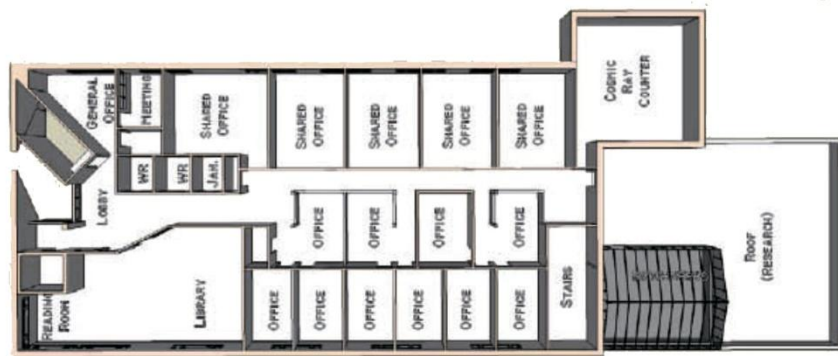 GENERAL
OFFICE
MEETING
SHARED
OFFICE
SHARED
OFFICE
SHARED
OFFICE
SHARED
OFFICE
SHARED
OFFICE
COSMIC
RAY
COUNTER
WR
WR
JAN.
LOBBY
OFFICE
OFFICE
OFFICE
OFFICE
ROOF
(RESEARCH)
READING
ROOM
LIBRARY
OFFICE
OFFICE
OFFICE
OFFICE
OFFICE
OFFICE
STAIRS